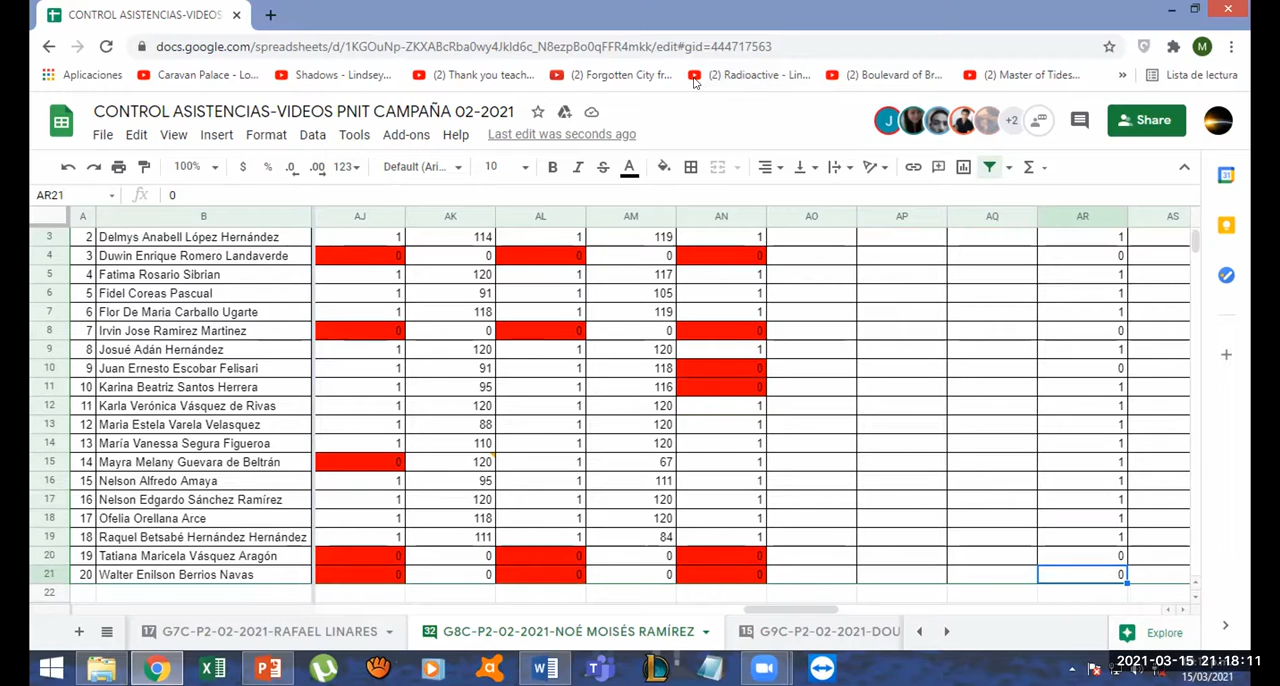 CONTROL ASISTENCIAS-VIDEOS
docs.google.com/spreadsheets/d/1KGOuNp-ZKXABcRba0wy4JkId6c_N8ezpBo0qFFR4mkk/edit#gid=444717563
M
Aplicaciones Caravan Palace - Lo... Shadows - Lindsey... (2) Thank you teach... (2) Forgotten City fr... (2) Radioactive - Lin... (2) Boulevard of Br... (2) Master of Tides... » Lista de lectura
CONTROL ASISTENCIAS-VIDEOS PNIT CAMPAÑA 02-2021
J +2 Share
File Edit View Insert Format Data Tools Add-ons Help Last edit was seconds ago
100% $ % .0 .00 123 Default (Ari... 10 B I S A Σ
AR21 fx 0
A B AJ AK AL AM AN AO AP AQ AR AS
3 2 Delmys Anabell López Hernández 1 114 1 119 1 1
4 3 Duwin Enrique Romero Landaverde 0 0 0 0 0 0
5 4 Fatima Rosario Sibrian 1 120 1 117 1 1
6 5 Fidel Coreas Pascual 1 91 1 105 1 1
7 6 Flor De Maria Carballo Ugarte 1 118 1 119 1 1
8 7 Irvin Jose Ramirez Martinez 0 0 0 0 0 0
9 8 Josué Adán Hernández 1 120 1 120 1 1
10 9 Juan Ernesto Escobar Felisari 1 91 1 118 0 0
11 10 Karina Beatriz Santos Herrera 1 95 1 116 0 1
12 11 Karla Verónica Vásquez de Rivas 1 120 1 120 1 1
13 12 Maria Estela Varela Velasquez 1 88 1 120 1 1
14 13 María Vanessa Segura Figueroa 1 110 1 120 1 1
15 14 Mayra Melany Guevara de Beltrán 0 120 1 67 1 1
16 15 Nelson Alfredo Amaya 1 95 1 111 1 1
17 16 Nelson Edgardo Sánchez Ramírez 1 120 1 120 1 1
18 17 Ofelia Orellana Arce 1 118 1 120 1 1
19 18 Raquel Betsabé Hernández Hernández 1 111 1 84 1 1
20 19 Tatiana Maricela Vásquez Aragón 0 0 0 0 0 0
21 20 Walter Enilson Berrios Navas 0 0 0 0 0 0
22
17 G7C-P2-02-2021-RAFAEL LINARES 32 G8C-P2-02-2021-NOÉ MOISÉS RAMÍREZ 15 G9C-P2-02-2021-DOU Explore
2021-03-15 21:18:11
15/03/2021